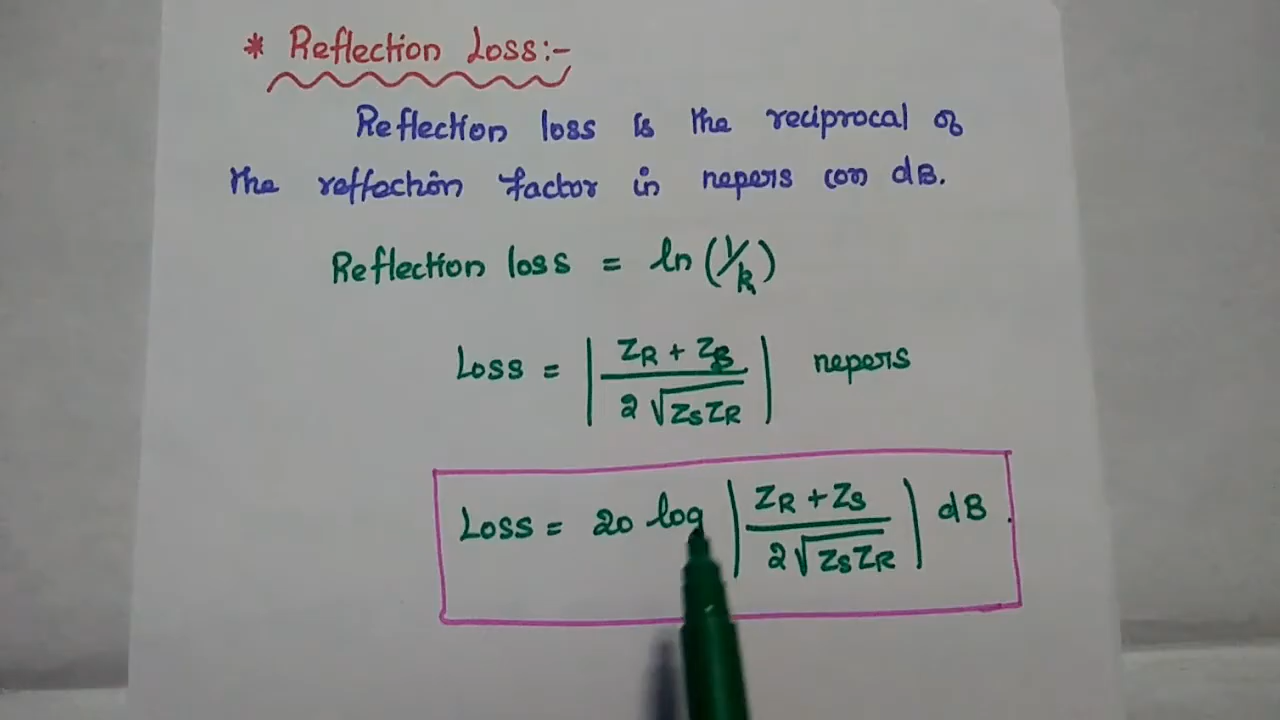 * Reflection Loss:-
Reflection loss is the reciprocal of
the reflection factor in nepers (or) dB.
Reflection loss = ln (1/k)
Loss = | ZR + ZS / 2 √ZSZR | nepers
Loss = 20 log | ZR + ZS / 2 √ZSZR | dB.